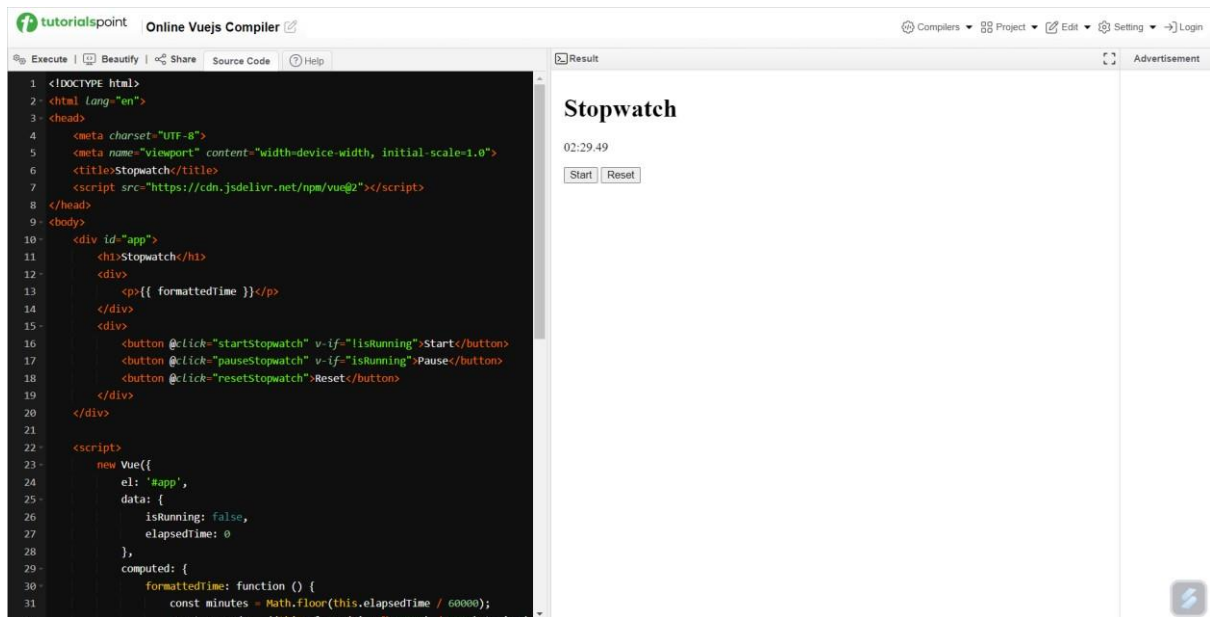 tutorialspoint Online Vuejs Compiler
Compilers Project Edit Setting Login
Execute | Beautify | Share Source Code Help
Result
Advertisement
1 <!DOCTYPE html>
2 <html lang="en">
3 <head>
4 <meta charset="UTF-8">
5 <meta name="viewport" content="width=device-width, initial-scale=1.0">
6 <title>Stopwatch</title>
7 <script src="https://cdn.jsdelivr.net/npm/vue@2"></script>
8 </head>
9 <body>
10 <div id="app">
11 <h1>Stopwatch</h1>
12 <div>
13 <p>{{ formattedTime }}</p>
14 </div>
15 <div>
16 <button @click="startStopwatch" v-if="!isRunning">Start</button>
17 <button @click="pauseStopwatch" v-if="isRunning">Pause</button>
18 <button @click="resetStopwatch">Reset</button>
19 </div>
20 </div>
21
22 <script>
23 new Vue({
24 el: '#app',
25 data: {
26 isRunning: false,
27 elapsedTime: 0
28 },
29 computed: {
30 formattedTime: function () {
31 const minutes = Math.floor(this.elapsedTime / 60000);
Stopwatch
02:29.49
Start Reset